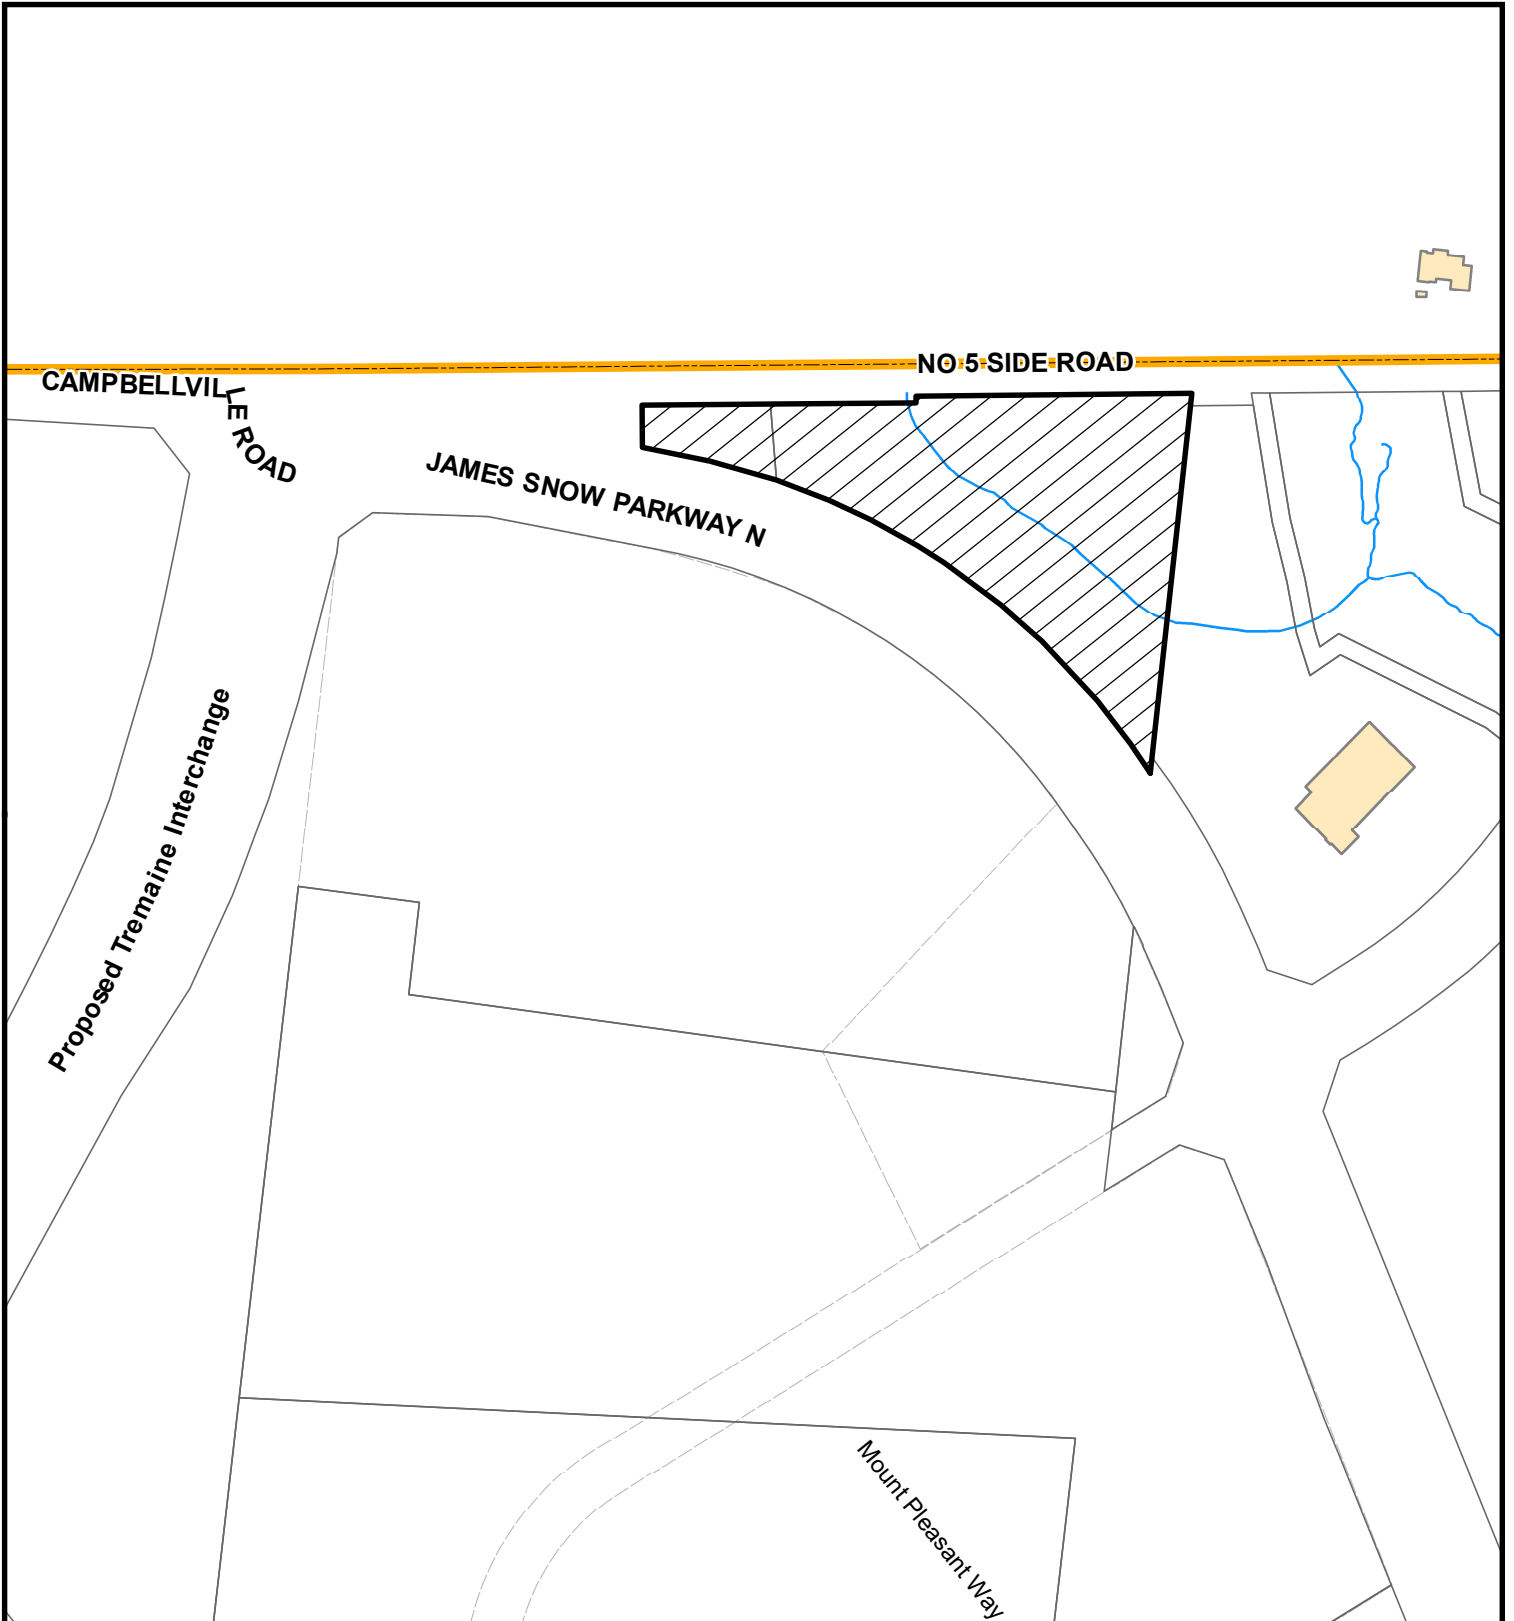 NO 5 SIDE ROAD
CAMPBELLVILLE ROAD
JAMES SNOW PARKWAY N
Proposed Tremaine Interchange
Mount Pleasant Way